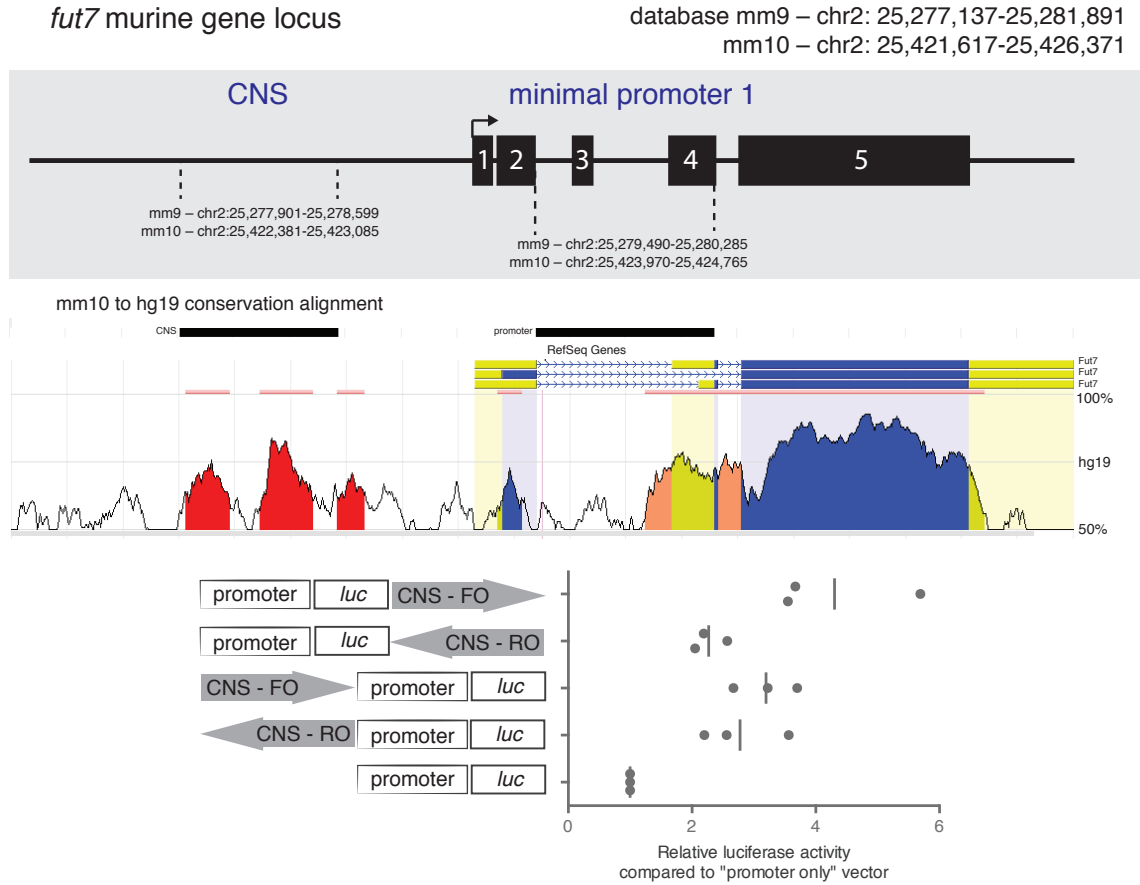 fut7 murine gene locus
database mm9 – chr2: 25,277,137-25,281,891
mm10 – chr2: 25,421,617-25,426,371
CNS
minimal promoter 1
1 2 3 4 5
mm9 – chr2:25,277,901-25,278,599
mm10 – chr2:25,422,381-25,423,085
mm9 – chr2:25,279,490-25,280,285
mm10 – chr2:25,423,970-25,424,765
mm10 to hg19 conservation alignment
CNS
promoter
RefSeq Genes
Fut7
Fut7
Fut7
100%
hg19
50%
promoter luc CNS - FO
promoter luc CNS - RO
CNS - FO promoter luc
CNS - RO promoter luc
promoter luc
0 2 4 6
Relative luciferase activity
compared to "promoter only" vector